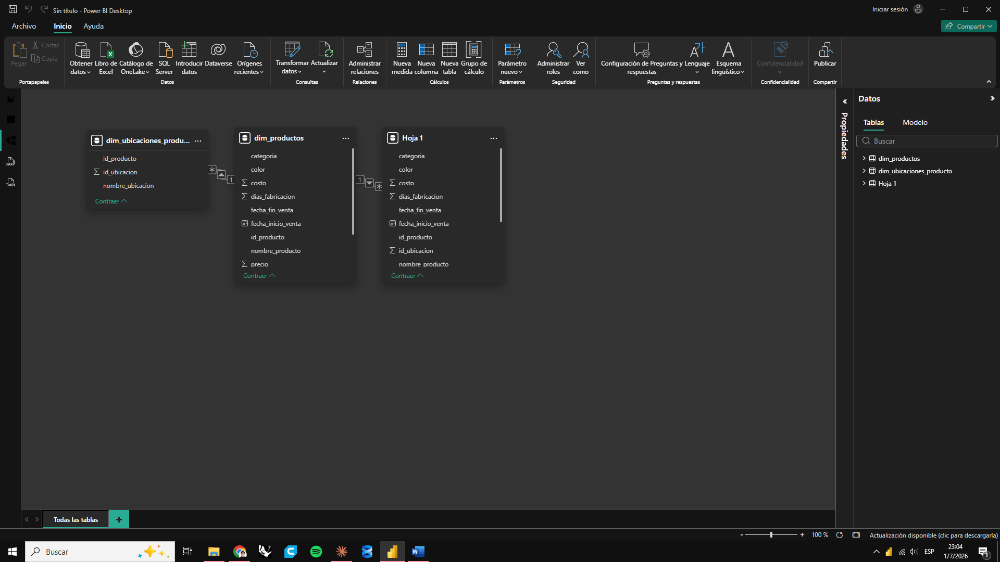 Sin título - Power BI Desktop
Iniciar sesión
Archivo
Inicio
Ayuda
Compartir
Pegar
Cortar
Copia
Portapapeles
Obtener datos
Libro de Excel
Catálogo de OneLake
SQL Server
Introducir datos
Dataverse
Orígenes recientes
Datos
Transformar datos
Actualizar
Consultas
Administrar relaciones
Relaciones
Nueva medida
Nueva columna
Nueva tabla
Grupo de cálculo
Cálculos
Parámetro nuevo
Parámetros
Administrar roles
Ver como
Seguridad
Configuración de Preguntas y respuestas
Lenguaje
Esquema lingüístico
Preguntas y respuestas
Confidencialidad
Confidencialidad
Publicar
Compartir
DAX
TMDL
dim_ubicaciones_produ...
id_producto
id_ubicacion
nombre_ubicacion
Contraer
*
1
dim_productos
categoria
color
costo
dias_fabricacion
fecha_fin_venta
fecha_inicio_venta
id_producto
nombre_producto
precio
Contraer
1
*
Hoja 1
categoria
color
costo
dias_fabricacion
fecha_fin_venta
fecha_inicio_venta
id_producto
id_ubicacion
nombre_producto
Contraer
Propiedades
Datos
Tablas
Modelo
Buscar
dim_productos
dim_ubicaciones_producto
Hoja 1
Todas las tablas
+
- + 100 %
Actualización disponible (clic para descargarla)
Buscar
7
W
ESP
23:04
1/7/2026
1